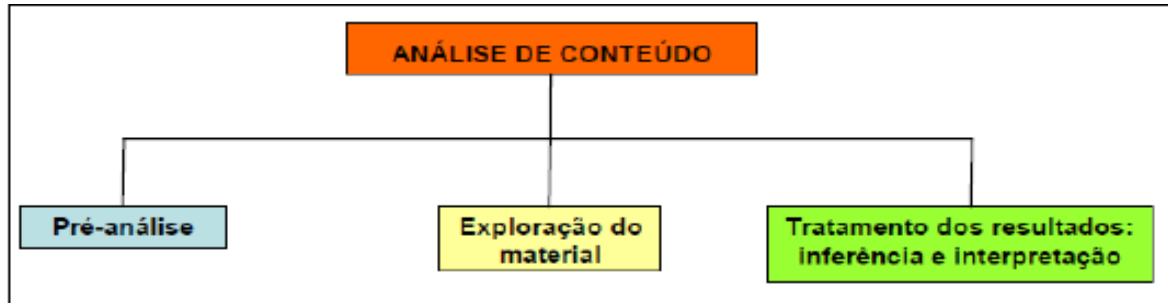 ANÁLISE DE CONTEÚDO
Pré-análise
Exploração do
material
Tratamento dos resultados:
inferência e interpretação